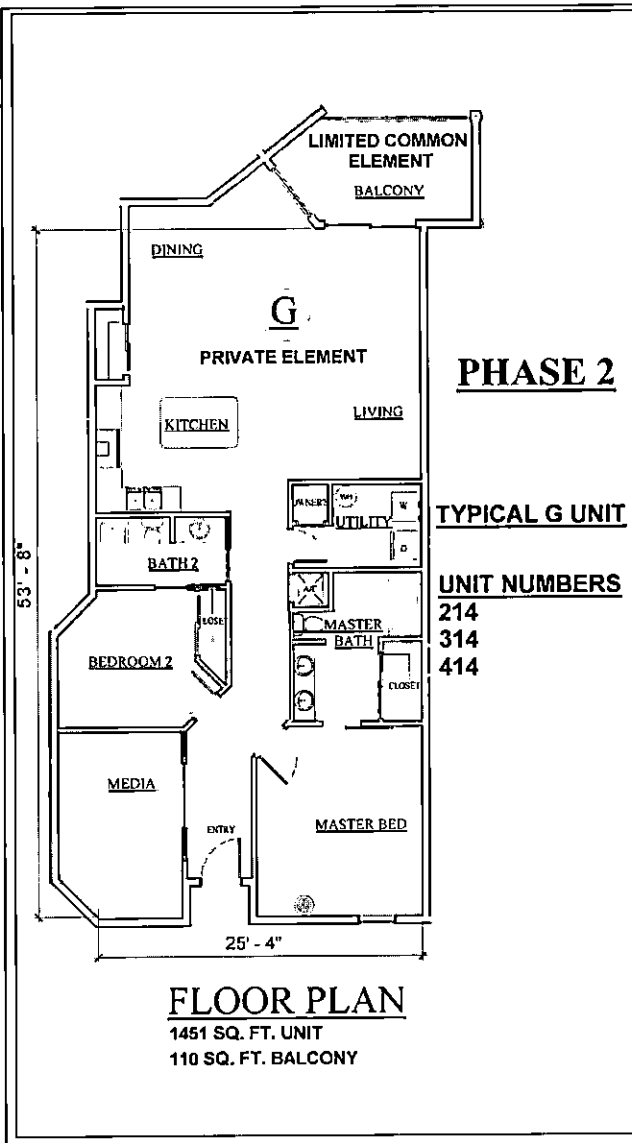 LIMITED COMMON
ELEMENT
BALCONY
DINING
G
PRIVATE ELEMENT
PHASE 2
KITCHEN
LIVING
OWNERS
WH
W
UTILITY
D
TYPICAL G UNIT
BATH 2
53' - 8"
A/C
MASTER
BATH
UNIT NUMBERS
214
314
414
BEDROOM 2
CLOSET
MEDIA
ENTRY
MASTER BED
25' - 4"
FLOOR PLAN
1451 SQ. FT. UNIT
110 SQ. FT. BALCONY